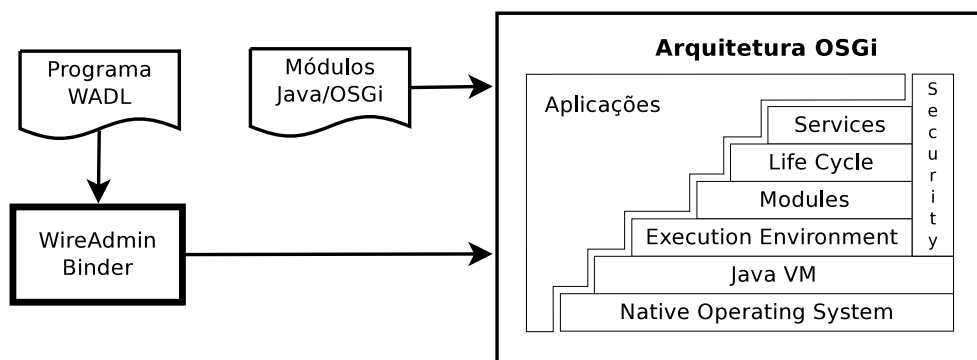 Programa
WADL
Módulos
Java/OSGi
WireAdmin
Binder
Arquitetura OSGi
Aplicações
Services
Life Cycle
Modules
Execution Environment
Java VM
Native Operating System
Security